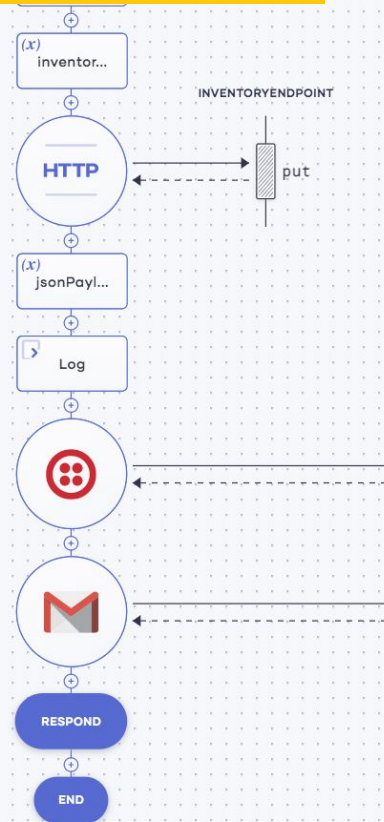 (x)
inventor...
INVENTORYENDPOINT
HTTP
put
(x)
jsonPayl...
Log
RESPOND
END